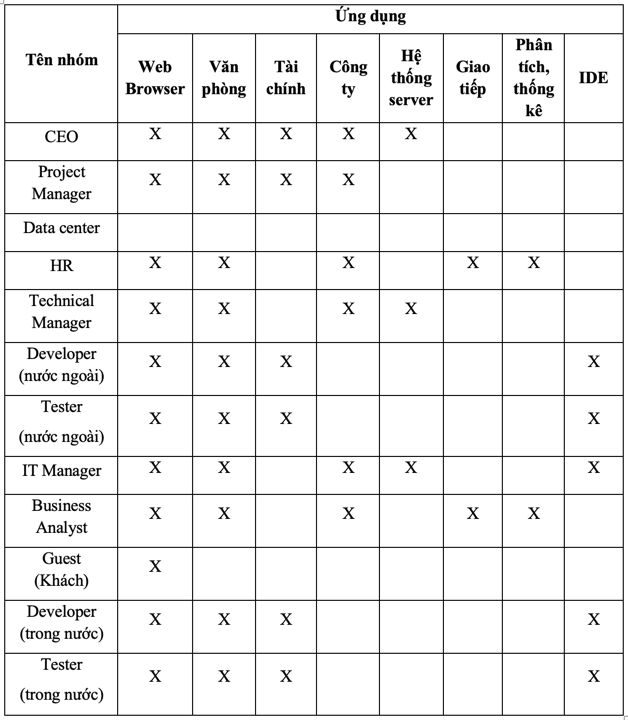 Tên nhóm
Ứng dụng
Web
Browser
Văn
phòng
Tài
chính
Công
ty
Hệ
thống
server
Giao
tiếp
Phân
tích,
thống
kê
IDE
CEO X X X X X
Project
Manager
X X X X
Data center
HR X X X X X
Technical
Manager
X X X X
Developer
(nước ngoài)
X X X X
Tester
(nước ngoài)
X X X X
IT Manager X X X X X
Business
Analyst
X X X X X
Guest
(Khách)
X
Developer
(trong nước)
X X X X
Tester
(trong nước)
X X X X